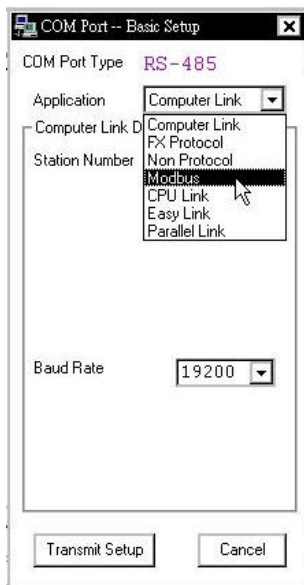 COM Port -- Basic Setup
COM Port Type RS-485
Application Computer Link
Computer Link D
Computer Link
FX Protocol
Station Number
Non Protocol
Modbus
CPU Link
Easy Link
Parallel Link
Baud Rate 19200
Transmit Setup Cancel